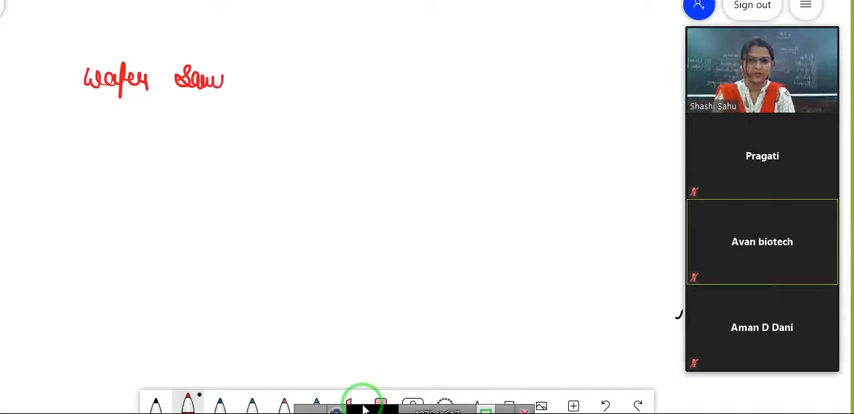 Sign out
Wafer Saw
Shashi Sahu
Pragati
Avan biotech
Aman D Dani